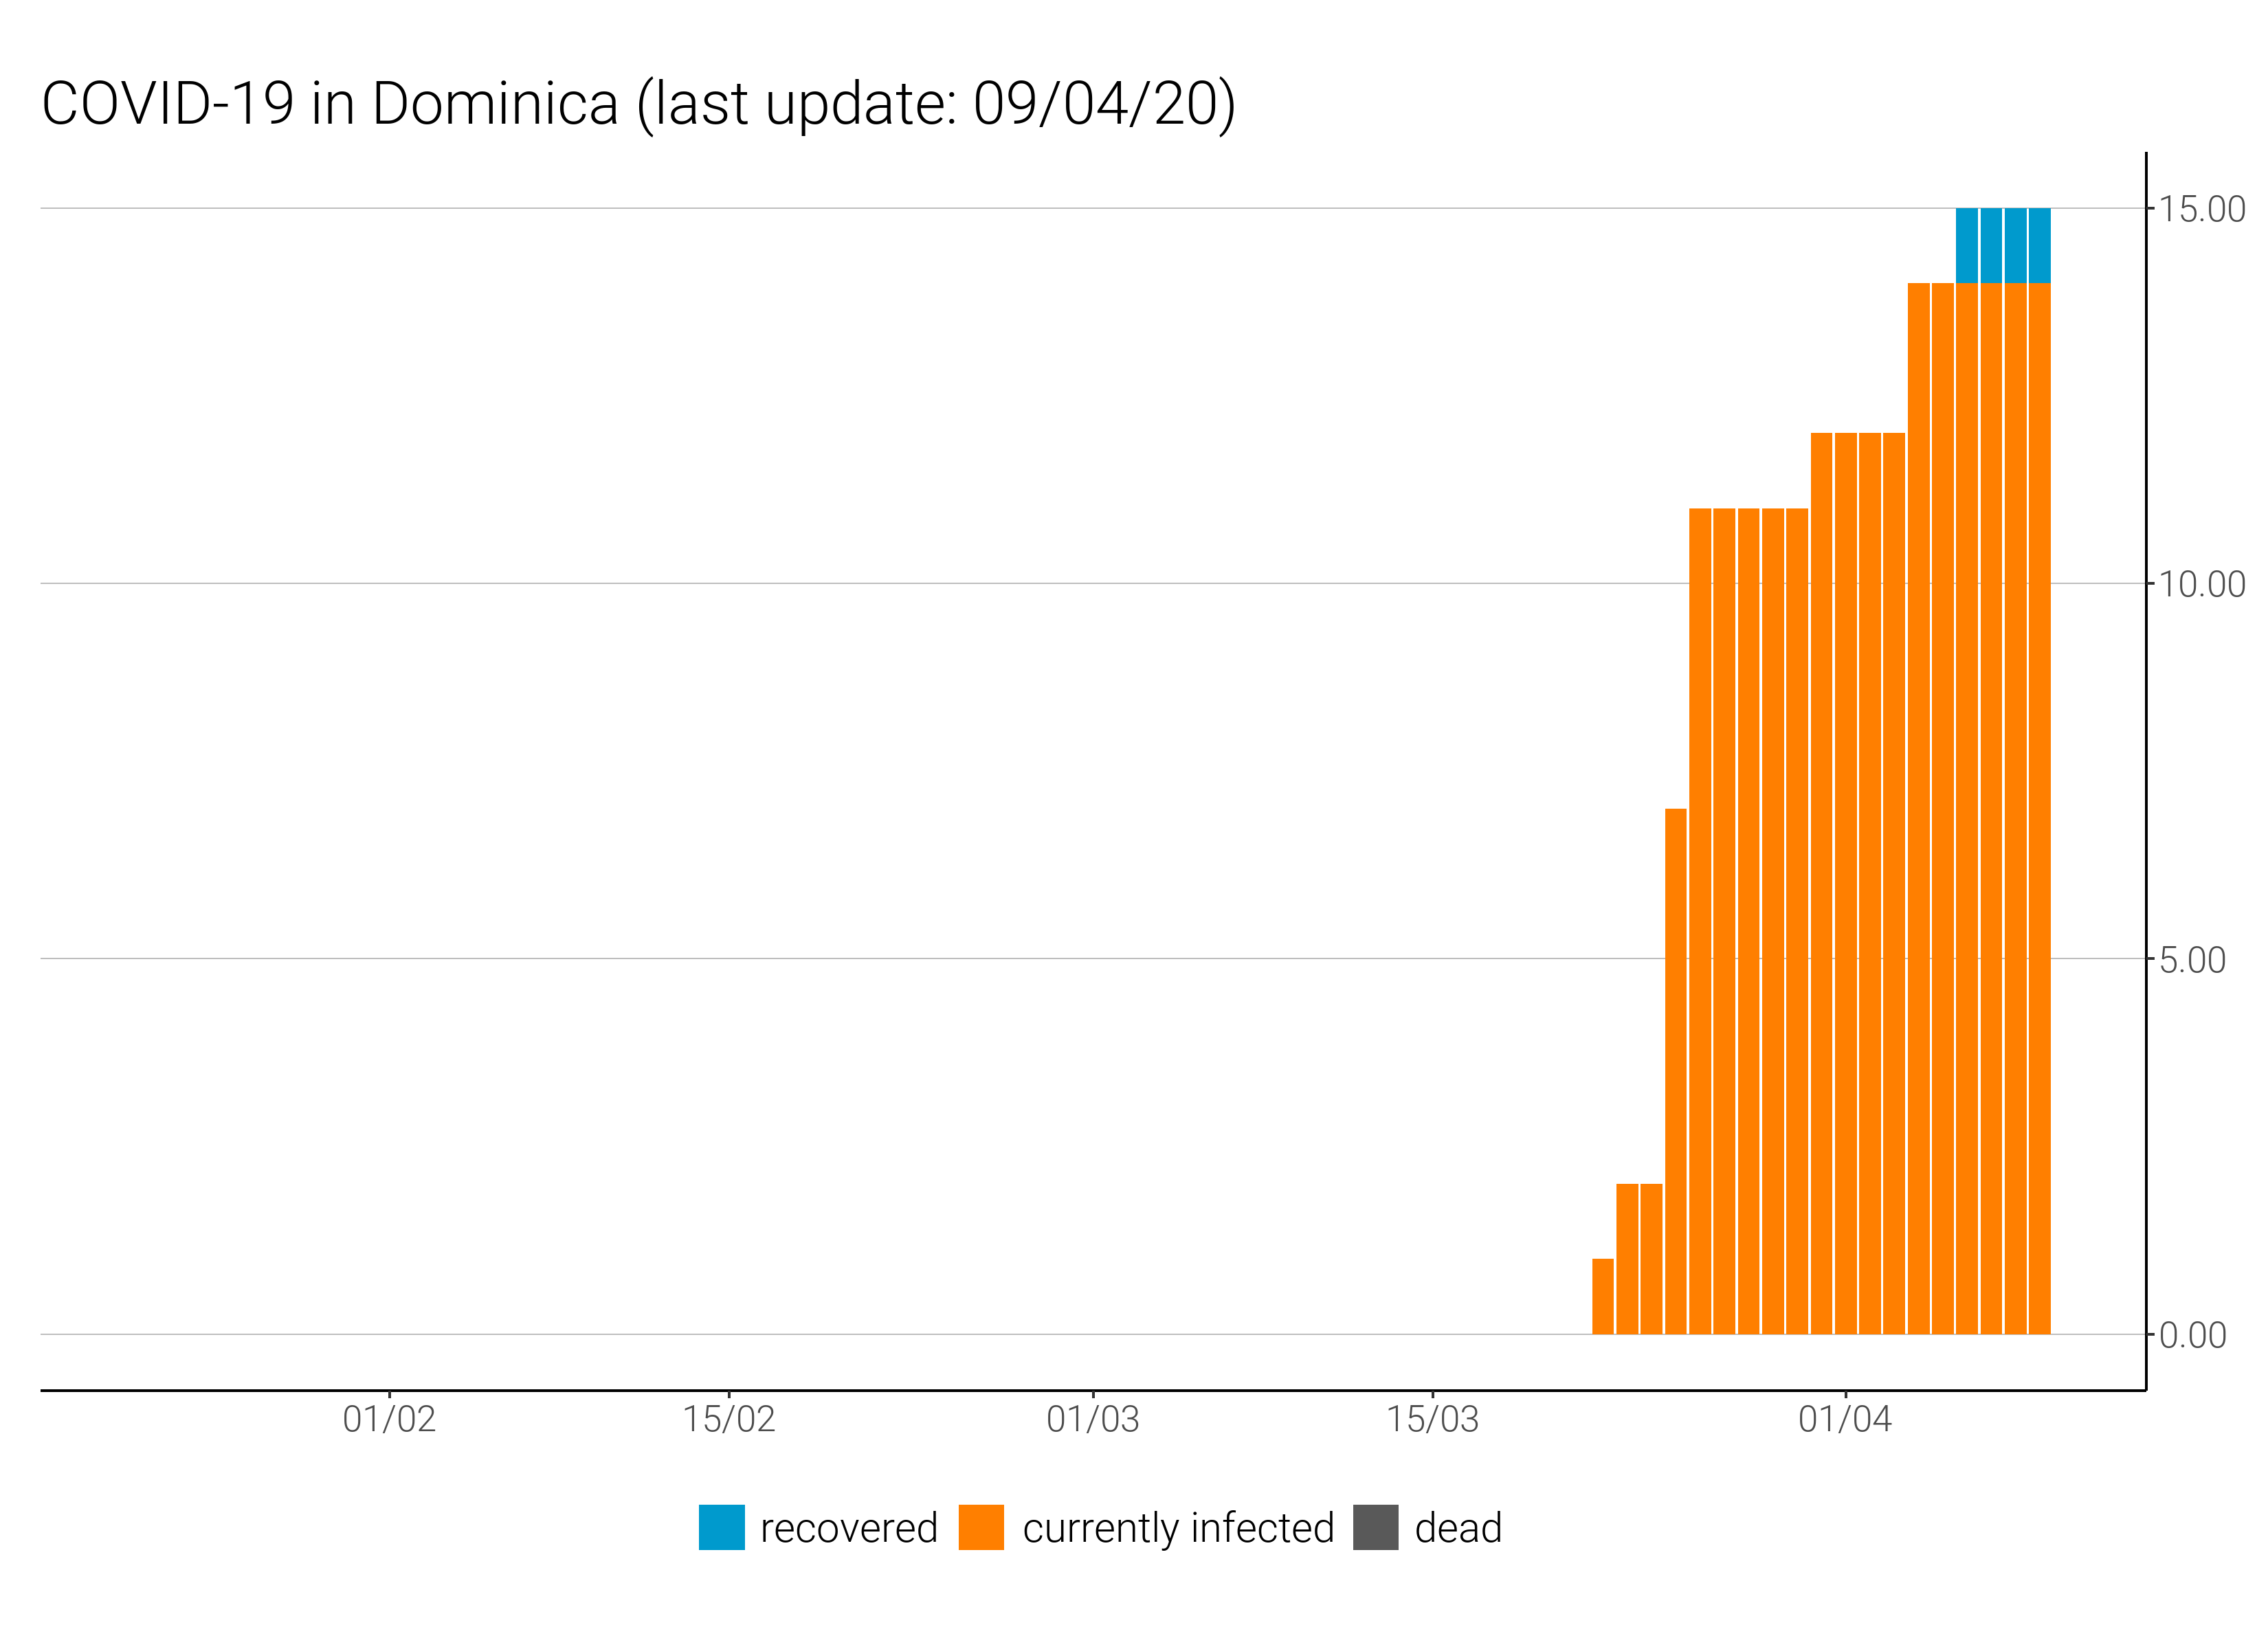 COVID-19 in Dominica (last update: 09/04/20)
15.00
10.00
5.00
0.00
01/02 15/02 01/03 15/03 01/04
recovered currently infected dead